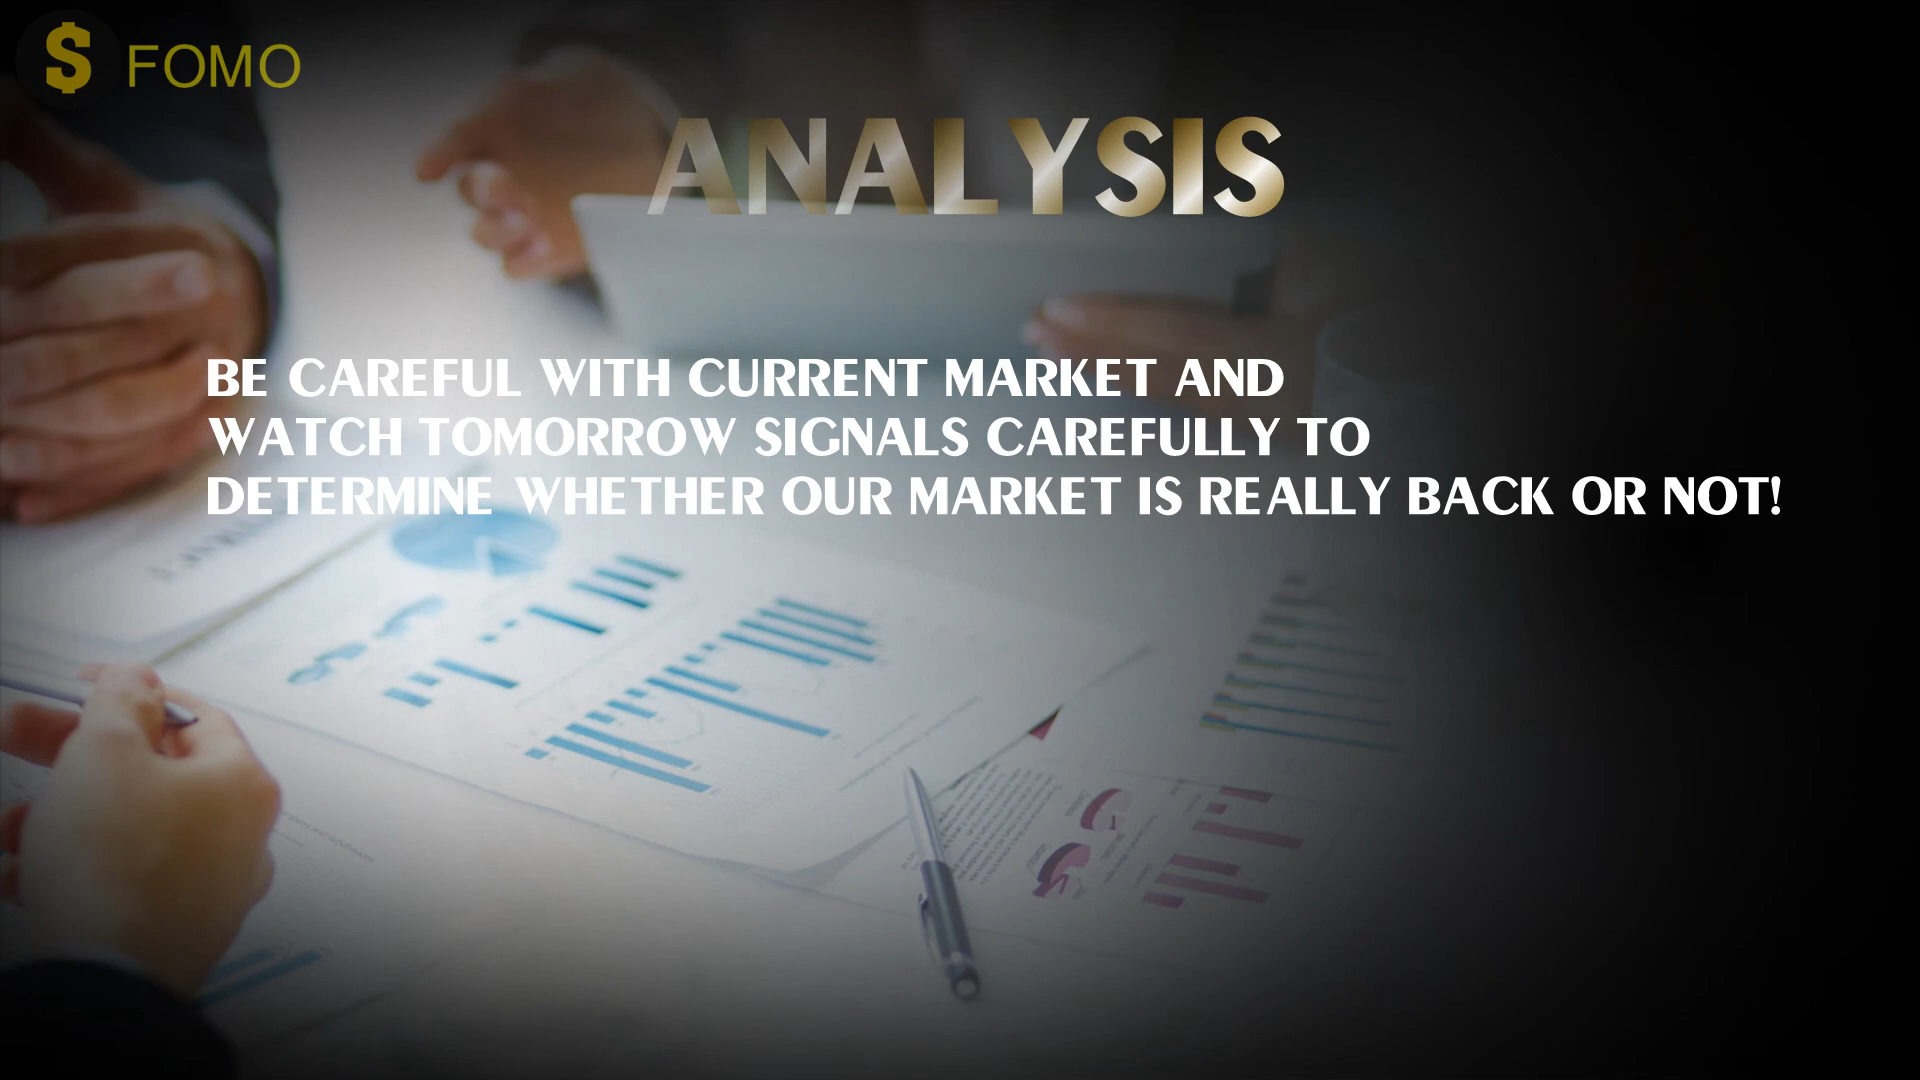 $ FOMO
ANALYSIS
BE CAREFUL WITH CURRENT MARKET AND
WATCH TOMORROW SIGNALS CAREFULLY TO
DETERMINE WHETHER OUR MARKET IS REALLY BACK OR NOT!